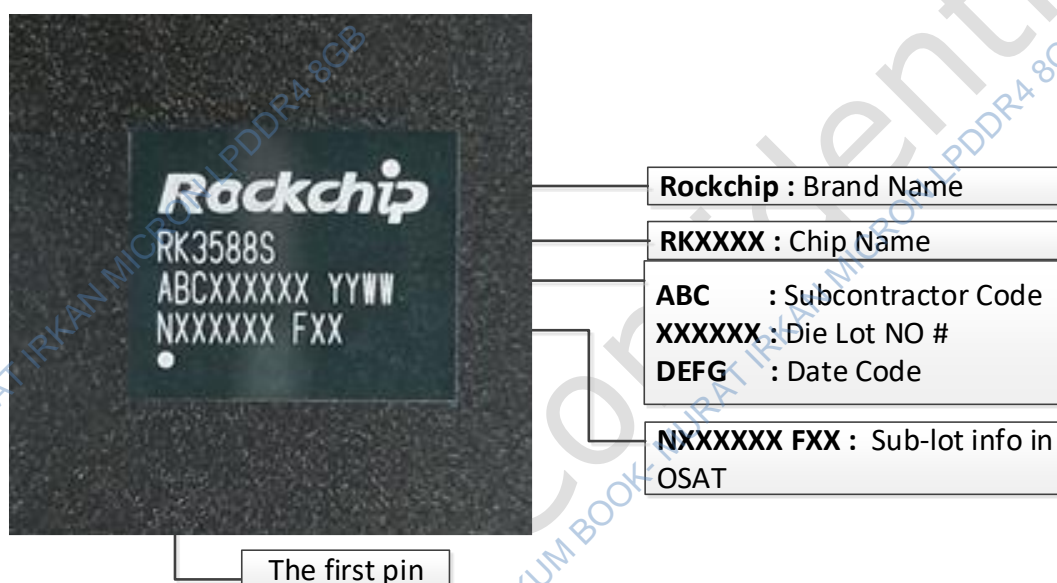 Rockchip
RK3588S
ABCXXXXXX YYWW
NXXXXXX FXX
Rockchip : Brand Name
RKXXXX : Chip Name
ABC : Subcontractor Code
XXXXXX : Die Lot NO #
DEFG : Date Code
NXXXXXX FXX : Sub-lot info in
OSAT
The first pin